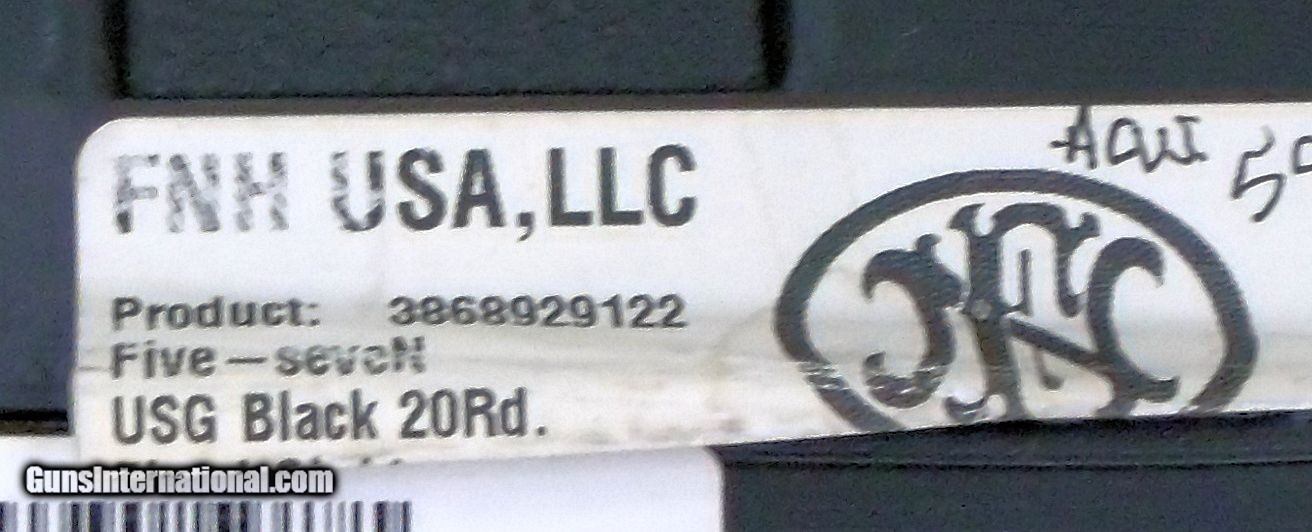 FNH USA,LLC
Product: 3868929122
Five-seveN
USG Black 20Rd.
GunsInternational.com